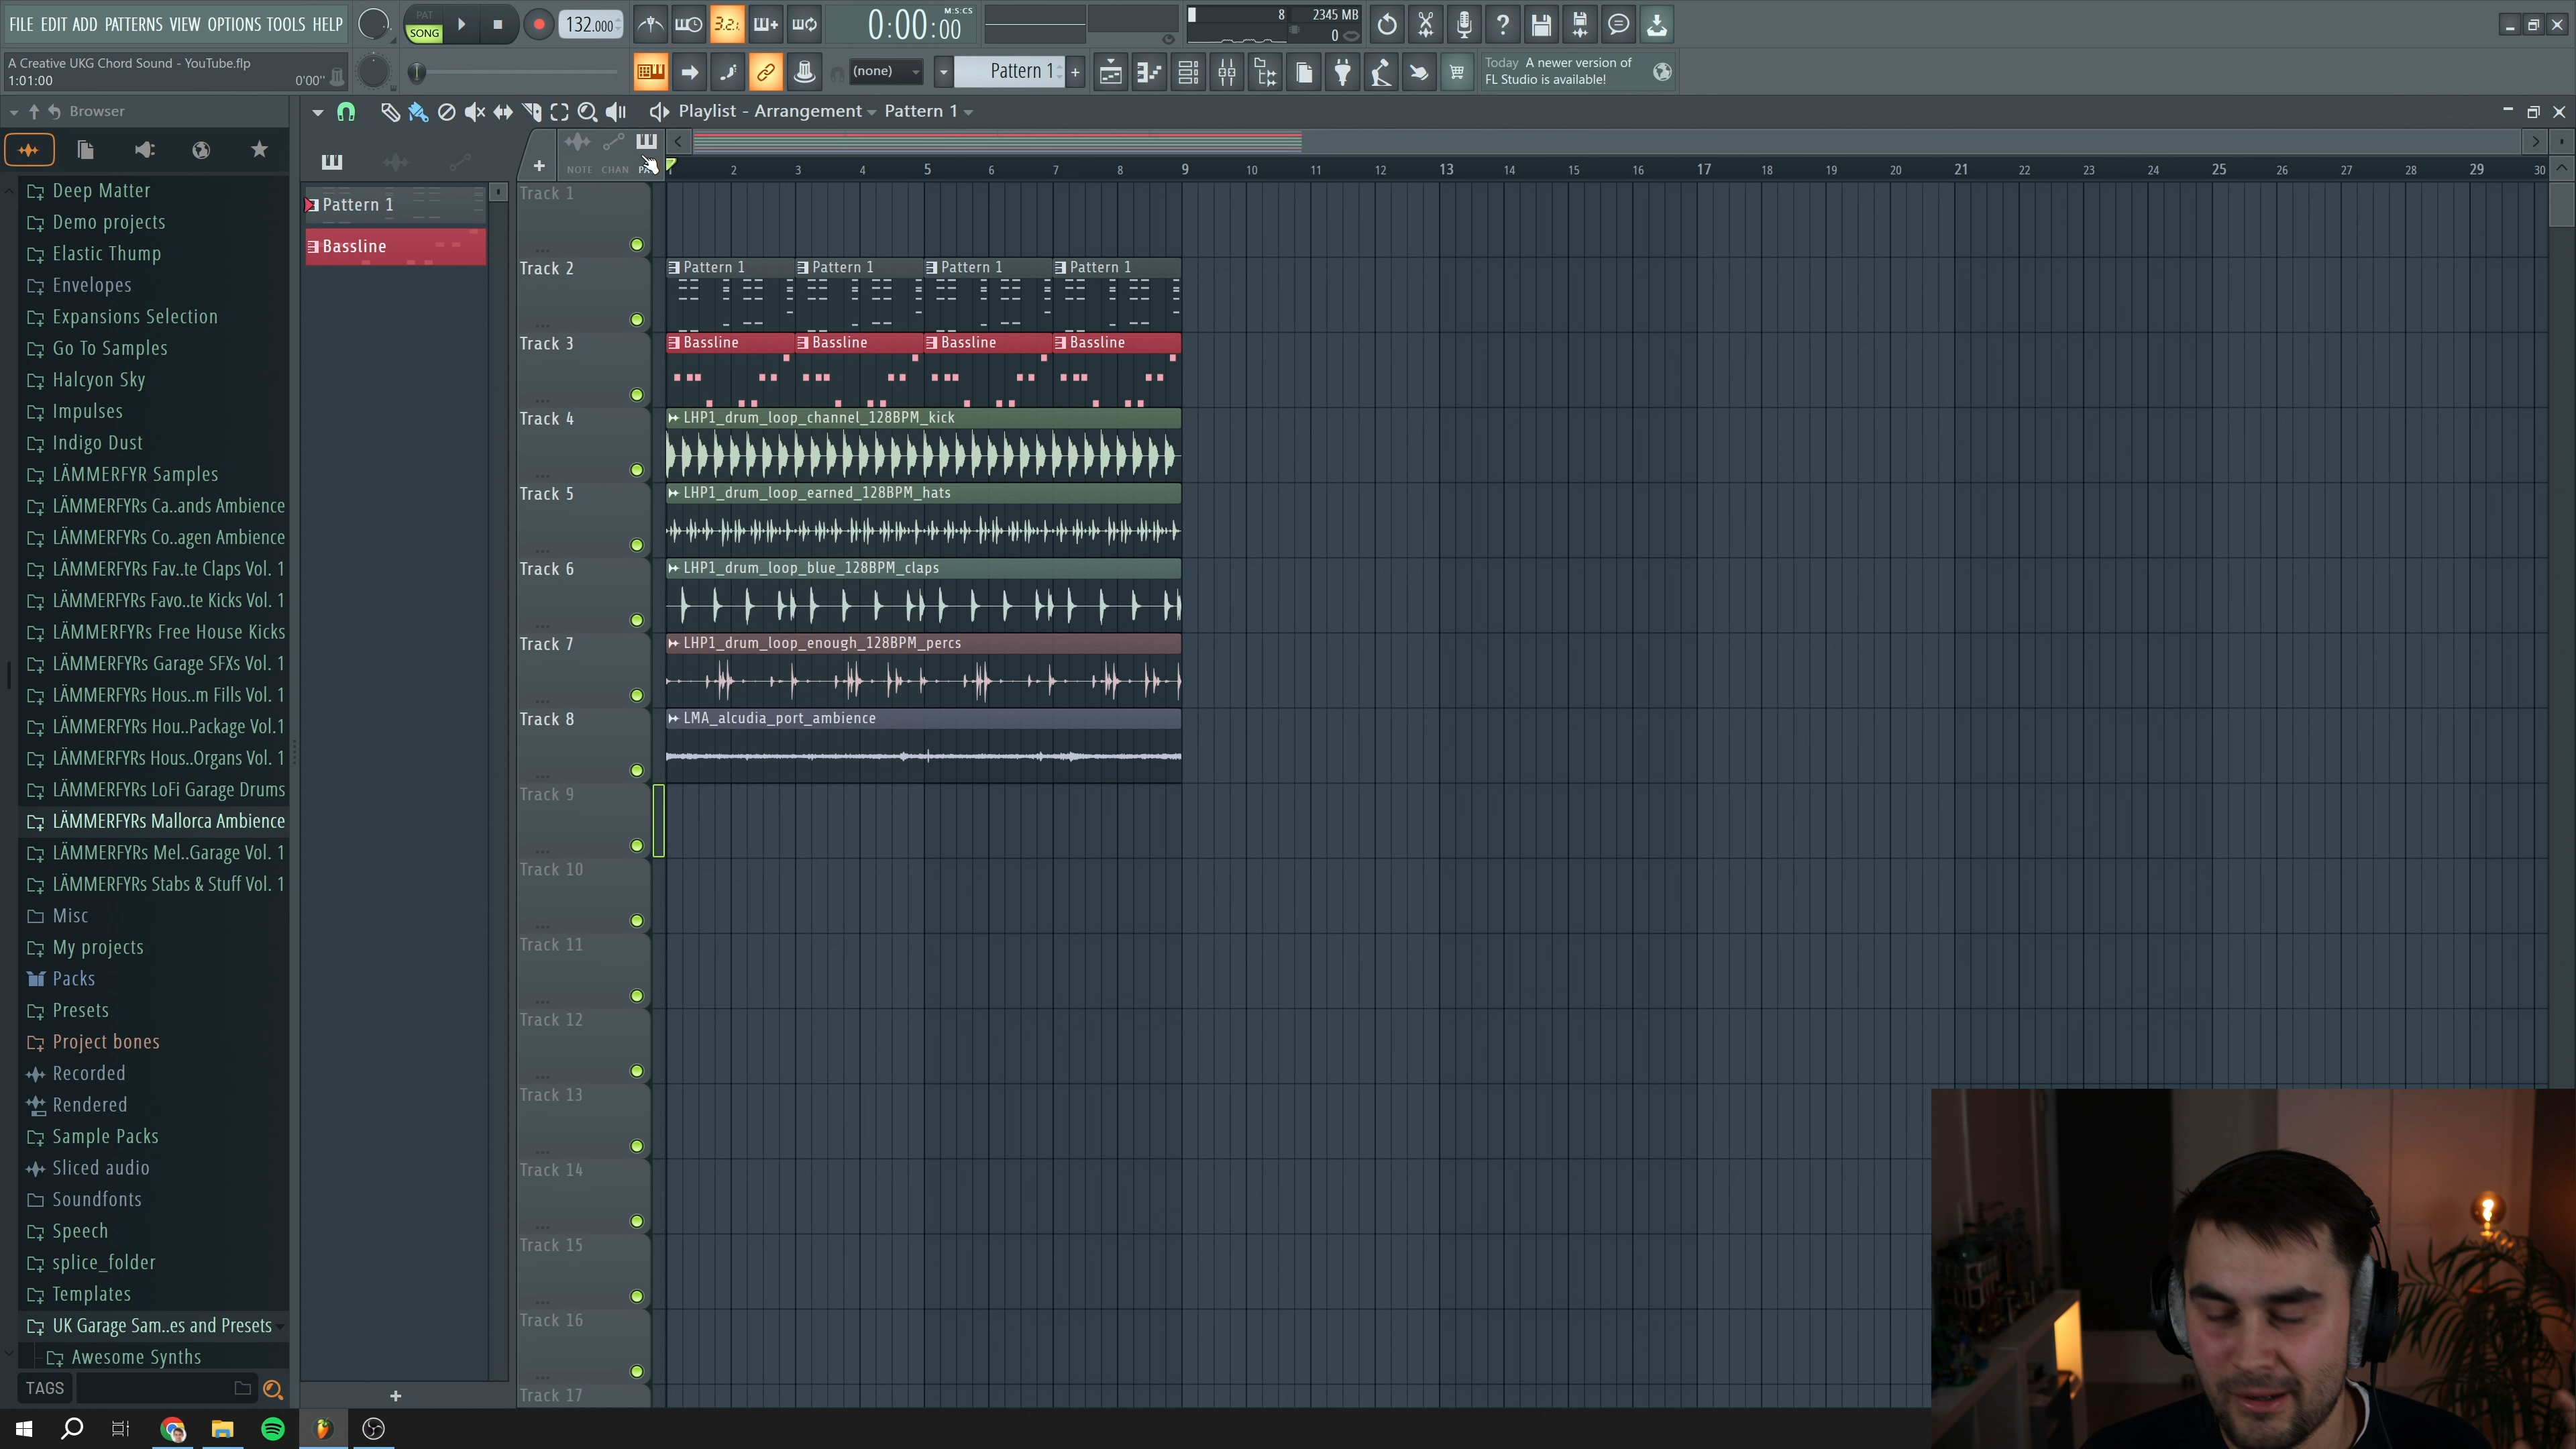 FILE EDIT ADD PATTERNS VIEW OPTIONS TOOLS HELP
PAT
SONG
132.000
3.2.
0:00:00
M:S:CS
8
2345 MB
0
A Creative UKG Chord Sound - YouTube.flp
1:01:00
0'00''
(none)
Pattern 1
+
Today A newer version of
FL Studio is available!
Browser
Playlist - Arrangement
Pattern 1
NOTE CHAN
2 3 4 5 6 7 8 9 10 11 12 13 14 15 16 17 18 19 20 21 22 23 24 25 26 27 28 29 30
Deep Matter
Demo projects
Elastic Thump
Envelopes
Expansions Selection
Go To Samples
Halcyon Sky
Impulses
Indigo Dust
LÄMMERFYR Samples
LÄMMERFYRs Ca..ands Ambience
LÄMMERFYRs Co..agen Ambience
LÄMMERFYRs Fav..te Claps Vol. 1
LÄMMERFYRs Favo..te Kicks Vol. 1
LÄMMERFYRs Free House Kicks
LÄMMERFYRs Garage SFXs Vol. 1
LÄMMERFYRs Hous..m Fills Vol. 1
LÄMMERFYRs Hou..Package Vol.1
LÄMMERFYRs Hous..Organs Vol. 1
LÄMMERFYRs LoFi Garage Drums
LÄMMERFYRs Mallorca Ambience
LÄMMERFYRs Mel..Garage Vol. 1
LÄMMERFYRs Stabs & Stuff Vol. 1
Misc
My projects
Packs
Presets
Project bones
Recorded
Rendered
Sample Packs
Sliced audio
Soundfonts
Speech
splice_folder
Templates
UK Garage Sam..es and Presets
Awesome Synths
TAGS
Pattern 1
Bassline
+
Track 1
Track 2
Pattern 1 Pattern 1 Pattern 1 Pattern 1
Track 3
Bassline Bassline Bassline Bassline
Track 4
LHP1_drum_loop_channel_128BPM_kick
Track 5
LHP1_drum_loop_earned_128BPM_hats
Track 6
LHP1_drum_loop_blue_128BPM_claps
Track 7
LHP1_drum_loop_enough_128BPM_percs
Track 8
LMA_alcudia_port_ambience
Track 9
Track 10
Track 11
Track 12
Track 13
Track 14
Track 15
Track 16
Track 17